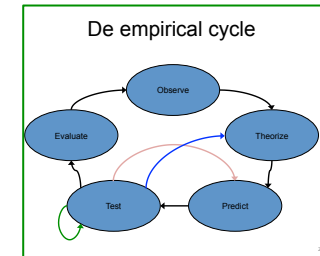 De empirical cycle
Observe
Evaluate
Theorize
Test
Predict